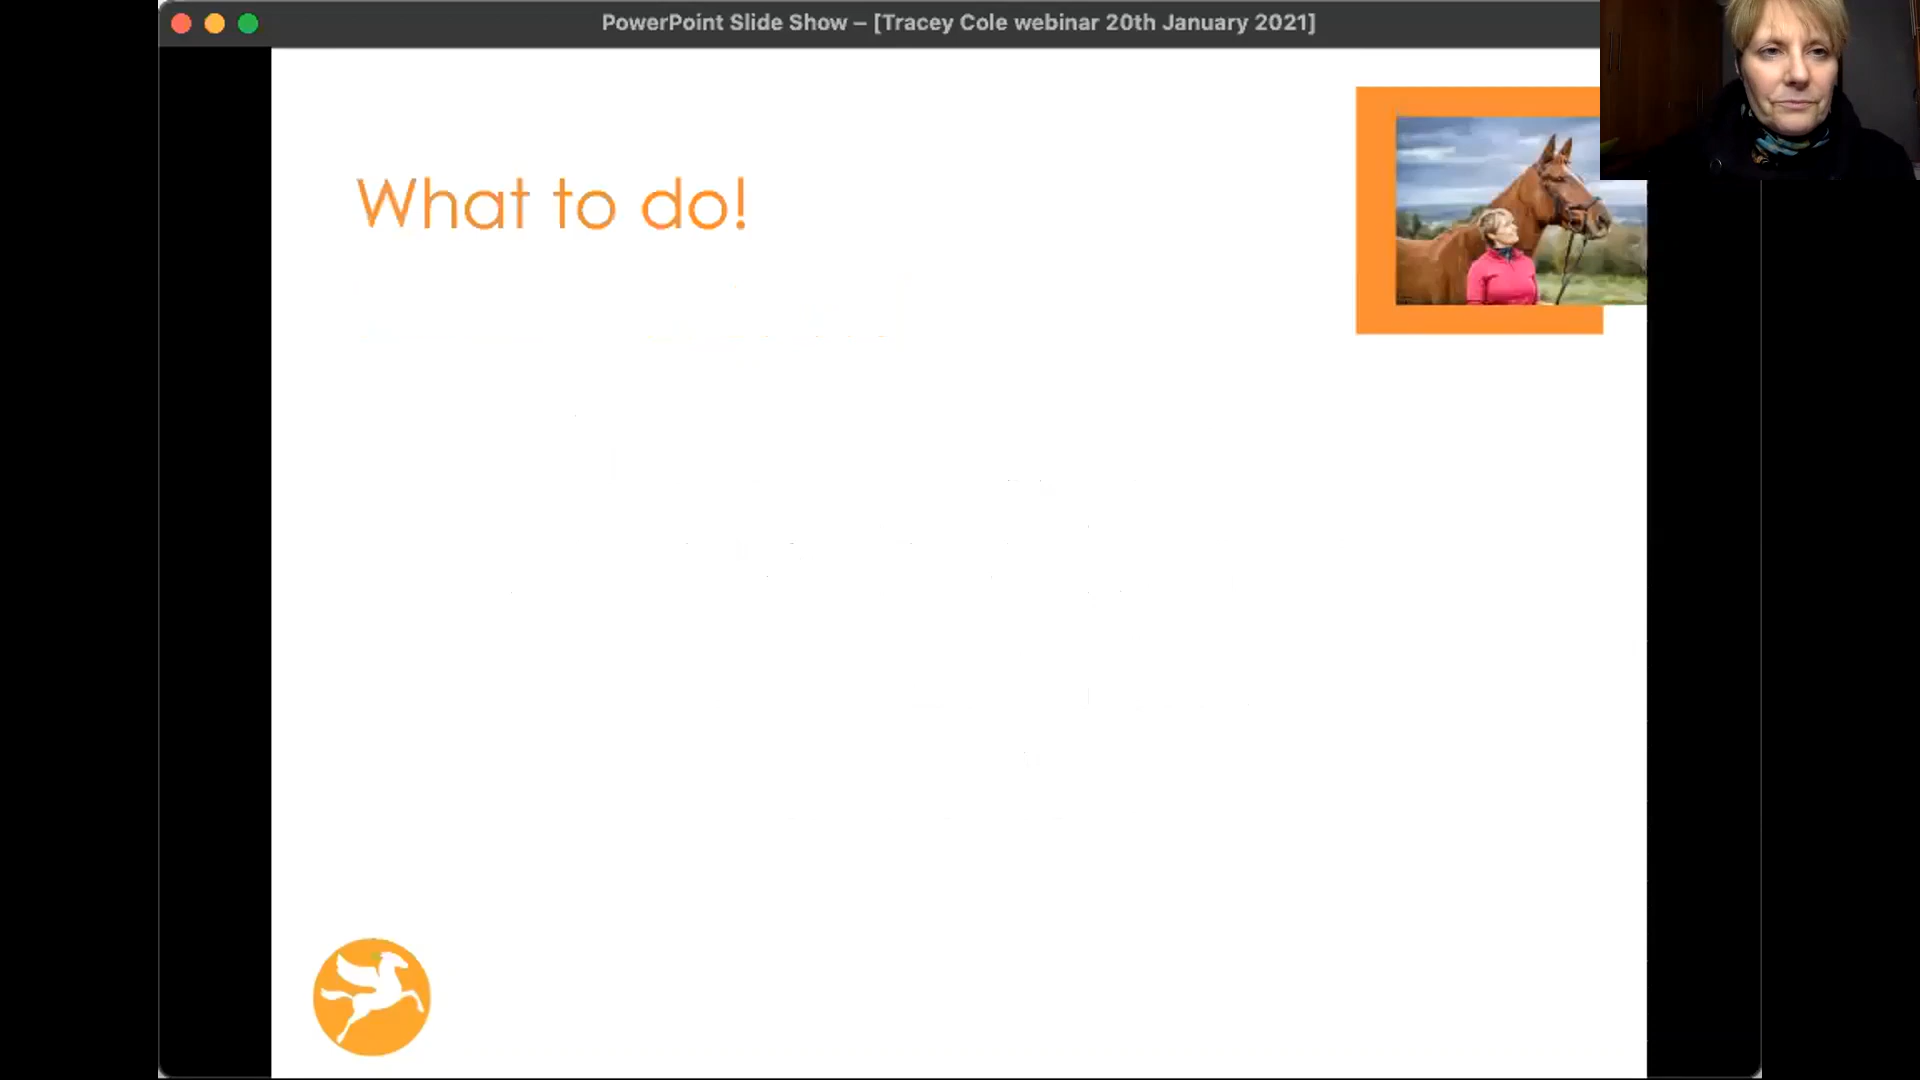 PowerPoint Slide Show – [Tracey Cole webinar 20th January 2021]
What to do!